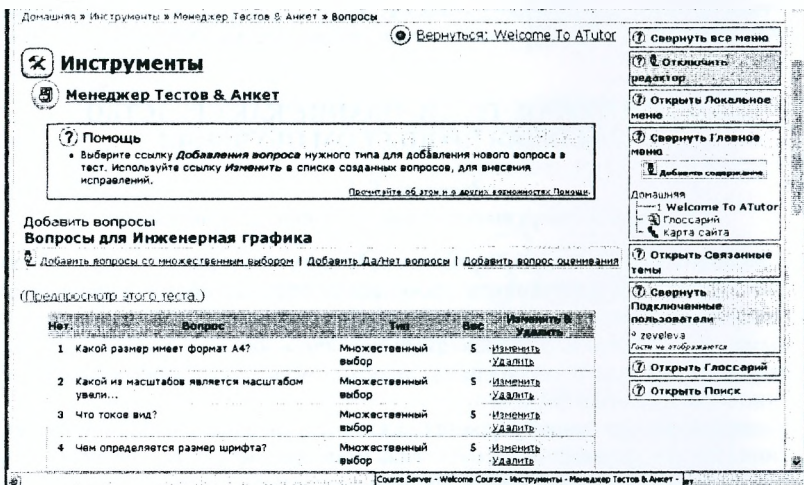 Домашняя » Инструменты » Менеджер Тестов & Анкет » Вопросы
Вернуться: Welcome To ATutor
Инструменты
Менеджер Тестов & Анкет
Помощь
• Выберите ссылку Добавления вопроса нужного типа для добавления нового вопроса в
тест. Используйте ссылку Изменить в списке созданных вопросов, для внесения
исправлений.
Прочитайте об этом и о других возможностях Помощи.
Добавить вопросы
Вопросы для Инженерная графика
Добавить вопросы со множественным выбором | Добавить Да/Нет вопросы | Добавить вопрос оценивания
(Предпросмотр этого теста.)
Нет. Вопрос Тип Вес Изменить &
Удалить
1 Какой размер имеет формат А4? Множественный 5 ·Изменить
выбор ·Удалить
2 Какой из масштабов является масштабом Множественный 5 ·Изменить
увели... выбор ·Удалить
3 Что токое вид? Множественный 5 ·Изменить
выбор ·Удалить
4 Чем определяется размер шрифта? Множественный 5 ·Изменить
выбор ·Удалить
Свернуть все меню
Отключить
редактор
Открыть Локальное
меню
Свернуть Главное
меню
Добавить содержание
Домашняя
1 Welcome To ATutor
Глоссарий
Карта сайта
Открыть Связанные
темы
Свернуть
Подключенные
пользователи
zeveleva
Гости не отображаются
Открыть Глоссарий
Открыть Поиск
Course Server - Welcome Course - Инструменты - Менеджер Тестов & Анкет -